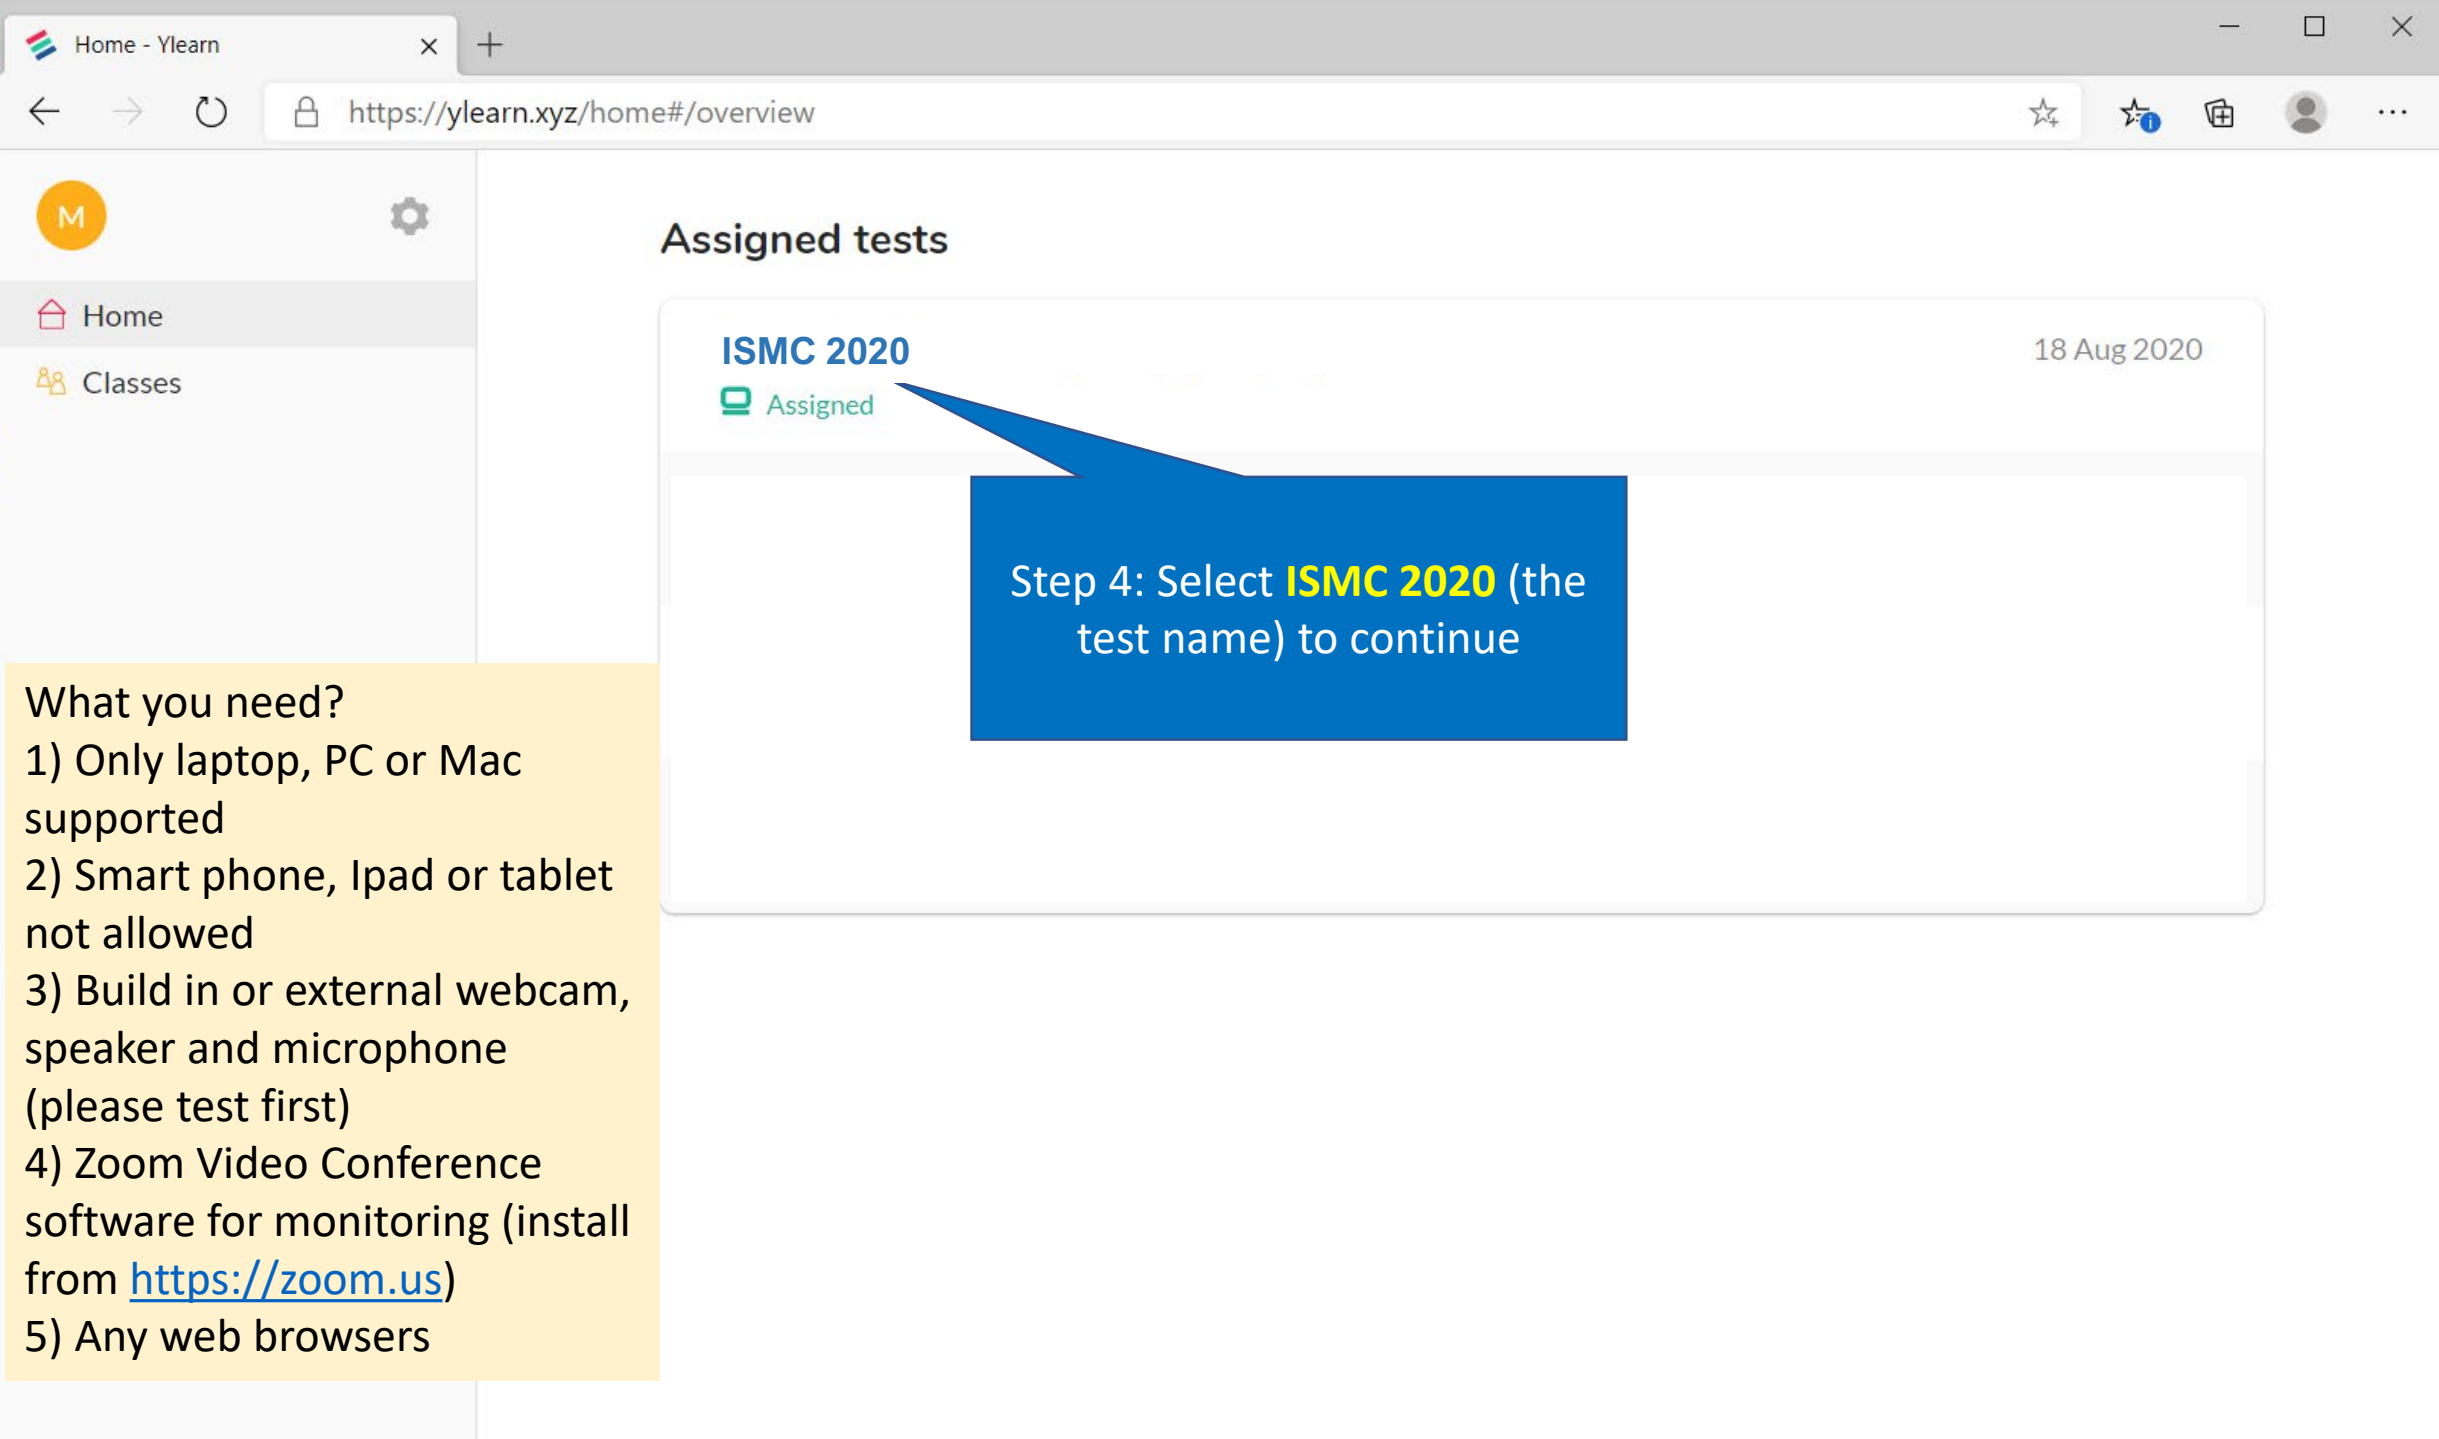 Home - Ylearn
https://ylearn.xyz/home#/overview
M
Home
Classes
Assigned tests
ISMC 2020
18 Aug 2020
Assigned
Step 4: Select ISMC 2020 (the
test name) to continue
What you need?
1) Only laptop, PC or Mac
supported
2) Smart phone, Ipad or tablet
not allowed
3) Build in or external webcam,
speaker and microphone
(please test first)
4) Zoom Video Conference
software for monitoring (install
from https://zoom.us)
5) Any web browsers